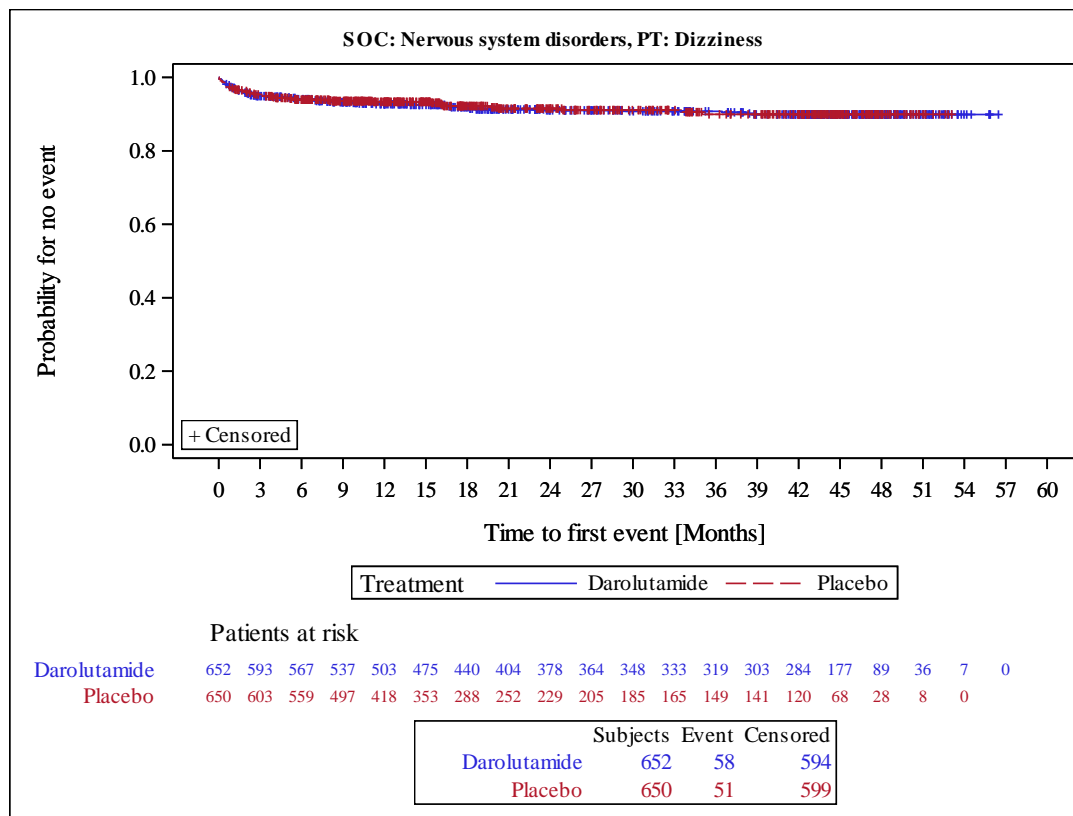 SOC: Nervous system disorders, PT: Dizziness
Probability for no event
1.0
0.8
0.6
0.4
0.2
0.0
+ Censored
0 3 6 9 12 15 18 21 24 27 30 33 36 39 42 45 48 51 54 57 60
Time to first event [Months]
Treatment Darolutamide Placebo
Patients at risk
Darolutamide 652 593 567 537 503 475 440 404 378 364 348 333 319 303 284 177 89 36 7 0
Placebo 650 603 559 497 418 353 288 252 229 205 185 165 149 141 120 68 28 8 0
Subjects Event Censored
Darolutamide 652 58 594
Placebo 650 51 599